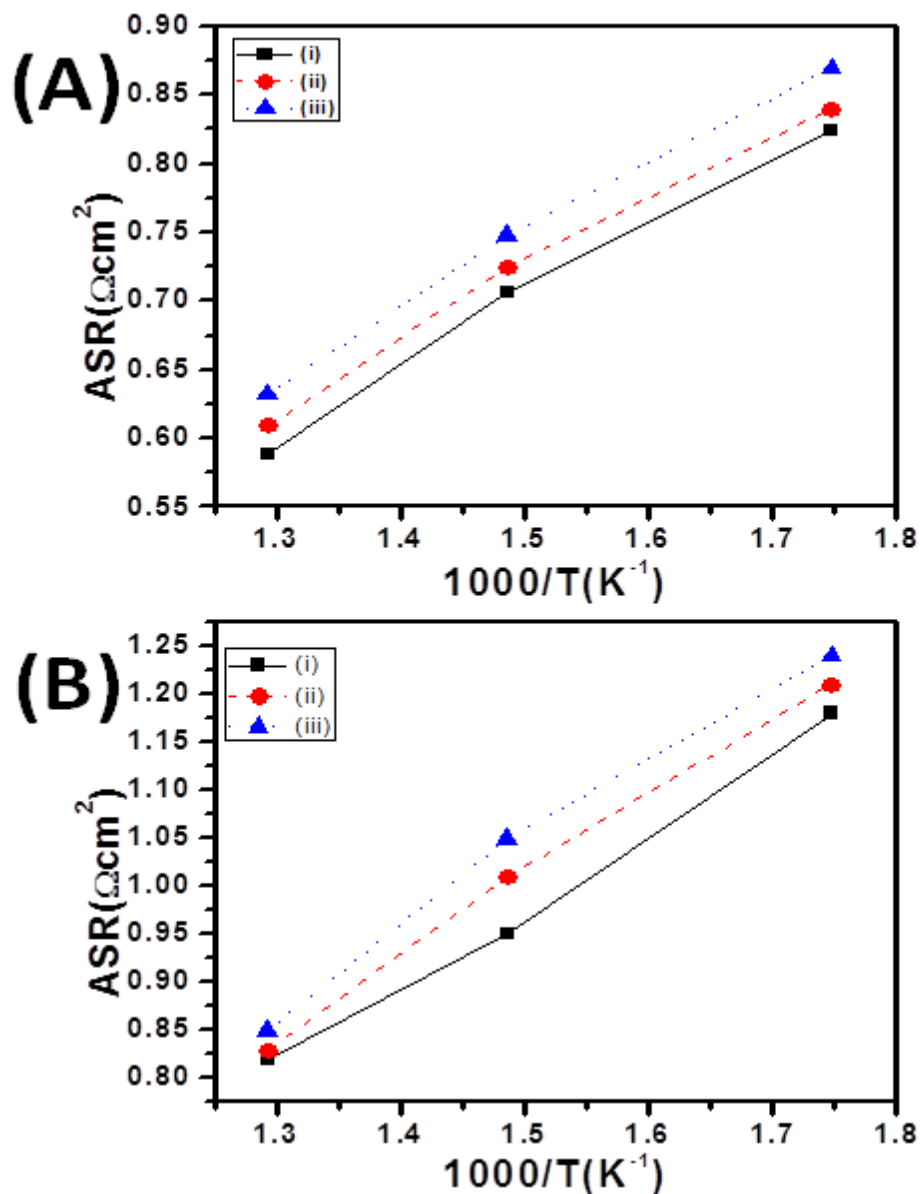 (A)
0.90
0.85
0.80
0.75
0.70
0.65
0.60
0.55
ASR(Ωcm²)
(i)
(ii)
(iii)
1.3 1.4 1.5 1.6 1.7 1.8
1000/T(K⁻¹)
(B)
1.25
1.20
1.15
1.10
1.05
1.00
0.95
0.90
0.85
0.80
ASR(Ωcm²)
(i)
(ii)
(iii)
1.3 1.4 1.5 1.6 1.7 1.8
1000/T(K⁻¹)